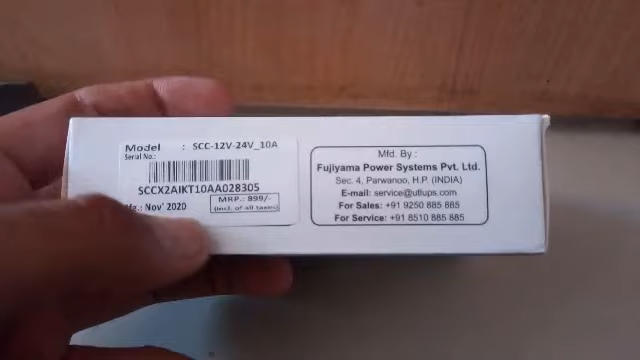 Model : SCC-12V-24V_10A
Serial No.:
SCCX2AIKT10AA028305
Mfg.: Nov' 2020
MRP.: 899/-
(Incl. of all taxes)
Mfd. By :
Fujiyama Power Systems Pvt. Ltd.
Sec. 4, Parwanoo, H.P. (INDIA)
E-mail: service@utlups.com
For Sales: +91 9250 885 885
For Service: +91 8510 885 885